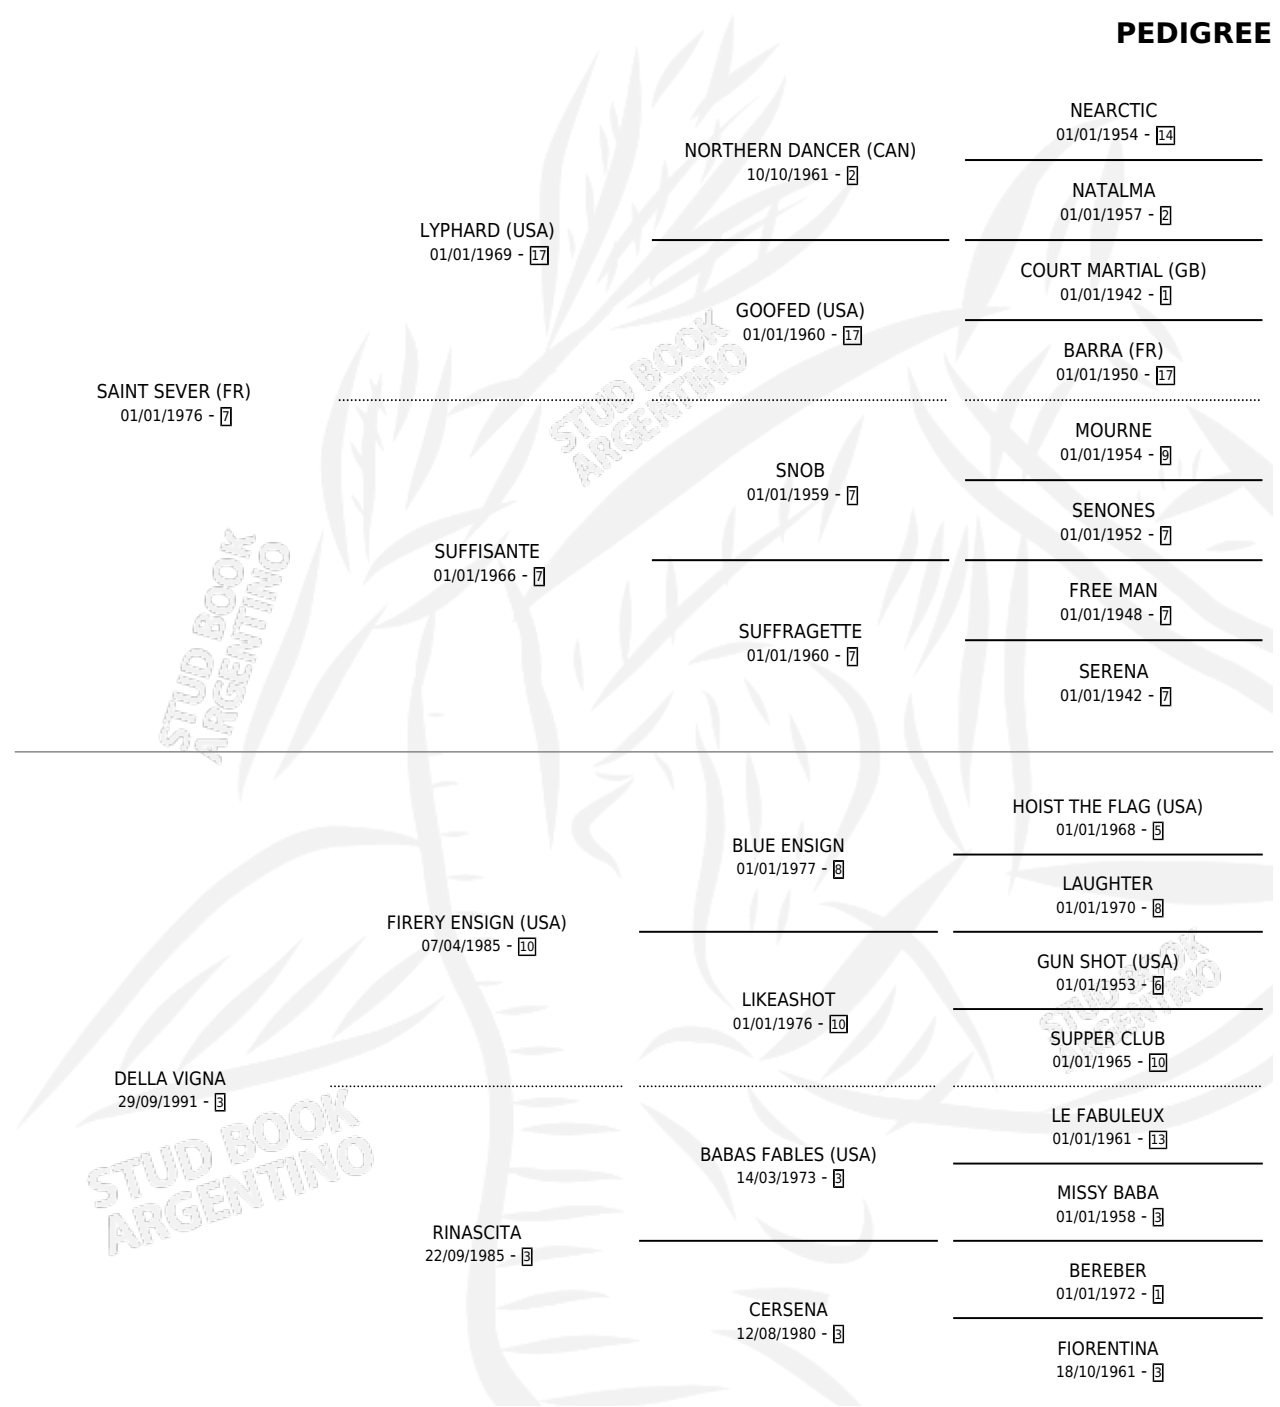 PEDIGREE
NEARCTIC
01/01/1954 - 14
NORTHERN DANCER (CAN)
10/10/1961 - 2
NATALMA
01/01/1957 - 2
LYPHARD (USA)
01/01/1969 - 17
COURT MARTIAL (GB)
01/01/1942 - 1
GOOFED (USA)
01/01/1960 - 17
BARRA (FR)
01/01/1950 - 17
SAINT SEVER (FR)
01/01/1976 - 7
MOURNE
01/01/1954 - 9
SNOB
01/01/1959 - 7
SENONES
01/01/1952 - 7
SUFFISANTE
01/01/1966 - 7
FREE MAN
01/01/1948 - 7
SUFFRAGETTE
01/01/1960 - 7
SERENA
01/01/1942 - 7
HOIST THE FLAG (USA)
01/01/1968 - 5
BLUE ENSIGN
01/01/1977 - 8
LAUGHTER
01/01/1970 - 8
FIRERY ENSIGN (USA)
07/04/1985 - 10
GUN SHOT (USA)
01/01/1953 - 6
LIKEASHOT
01/01/1976 - 10
SUPPER CLUB
01/01/1965 - 10
DELLA VIGNA
29/09/1991 - 3
LE FABULEUX
01/01/1961 - 13
BABAS FABLES (USA)
14/03/1973 - 3
MISSY BABA
01/01/1958 - 3
RINASCITA
22/09/1985 - 3
BEREBER
01/01/1972 - 1
CERSENA
12/08/1980 - 3
FIORENTINA
18/10/1961 - 3
STUD BOOK
ARGENTINO
STUD BOOK
ARGENTINO
STUD BOOK
ARGENTINO
STUD BOOK
ARGENTINO